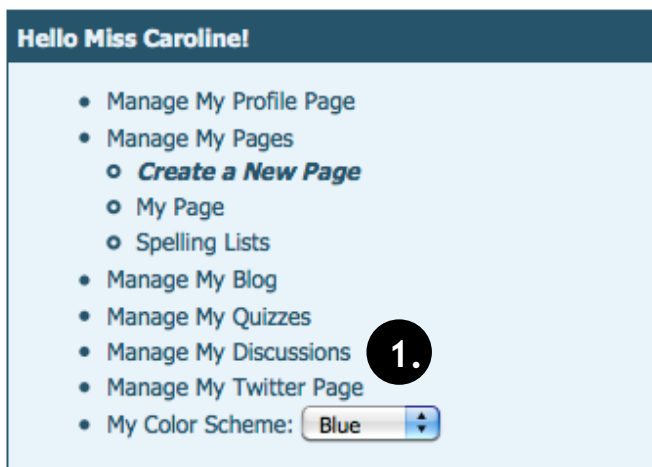 Hello Miss Caroline!
Manage My Profile Page
Manage My Pages
Create a New Page
My Page
Spelling Lists
Manage My Blog
Manage My Quizzes
Manage My Discussions 1.
Manage My Twitter Page
My Color Scheme: Blue